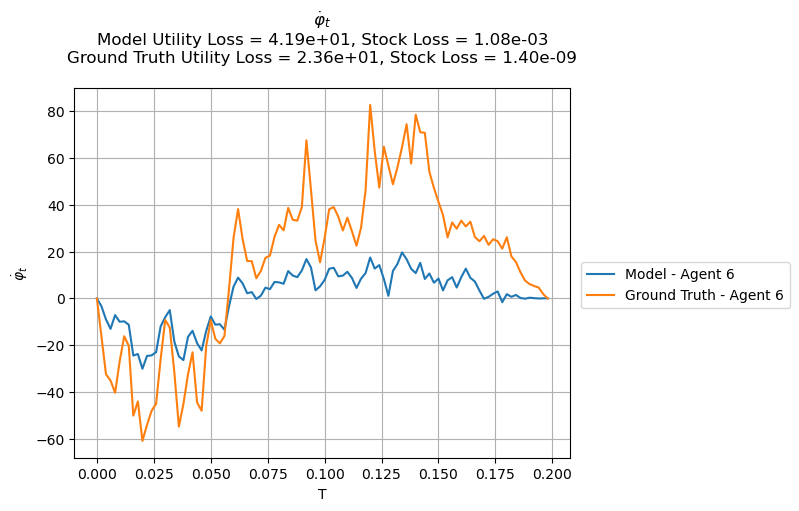 φ̇ₜ
Model Utility Loss = 4.19e+01, Stock Loss = 1.08e-03
Ground Truth Utility Loss = 2.36e+01, Stock Loss = 1.40e-09
80
60
40
20
0
−20
−40
−60
φ̇ₜ
0.000 0.025 0.050 0.075 0.100 0.125 0.150 0.175 0.200
T
Model - Agent 6
Ground Truth - Agent 6